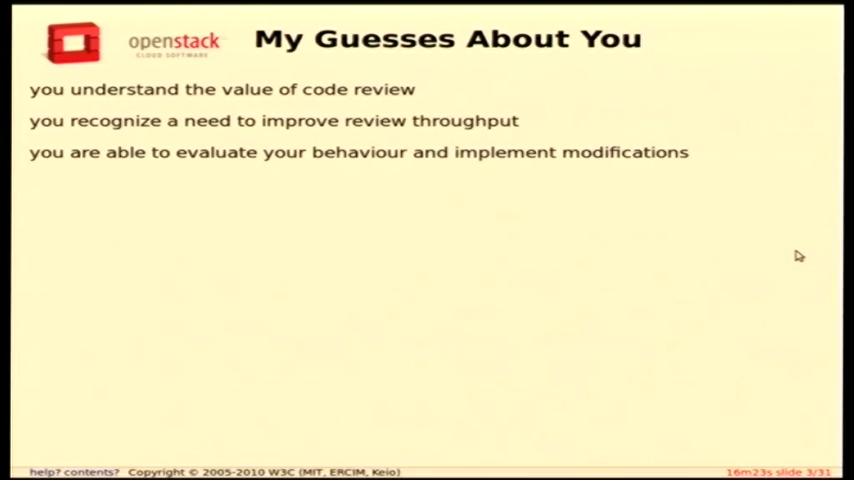 openstack
CLOUD SOFTWARE
My Guesses About You
you understand the value of code review
you recognize a need to improve review throughput
you are able to evaluate your behaviour and implement modifications
help? contents? Copyright © 2005-2010 W3C (MIT, ERCIM, Keio)
16m23s slide 3/31